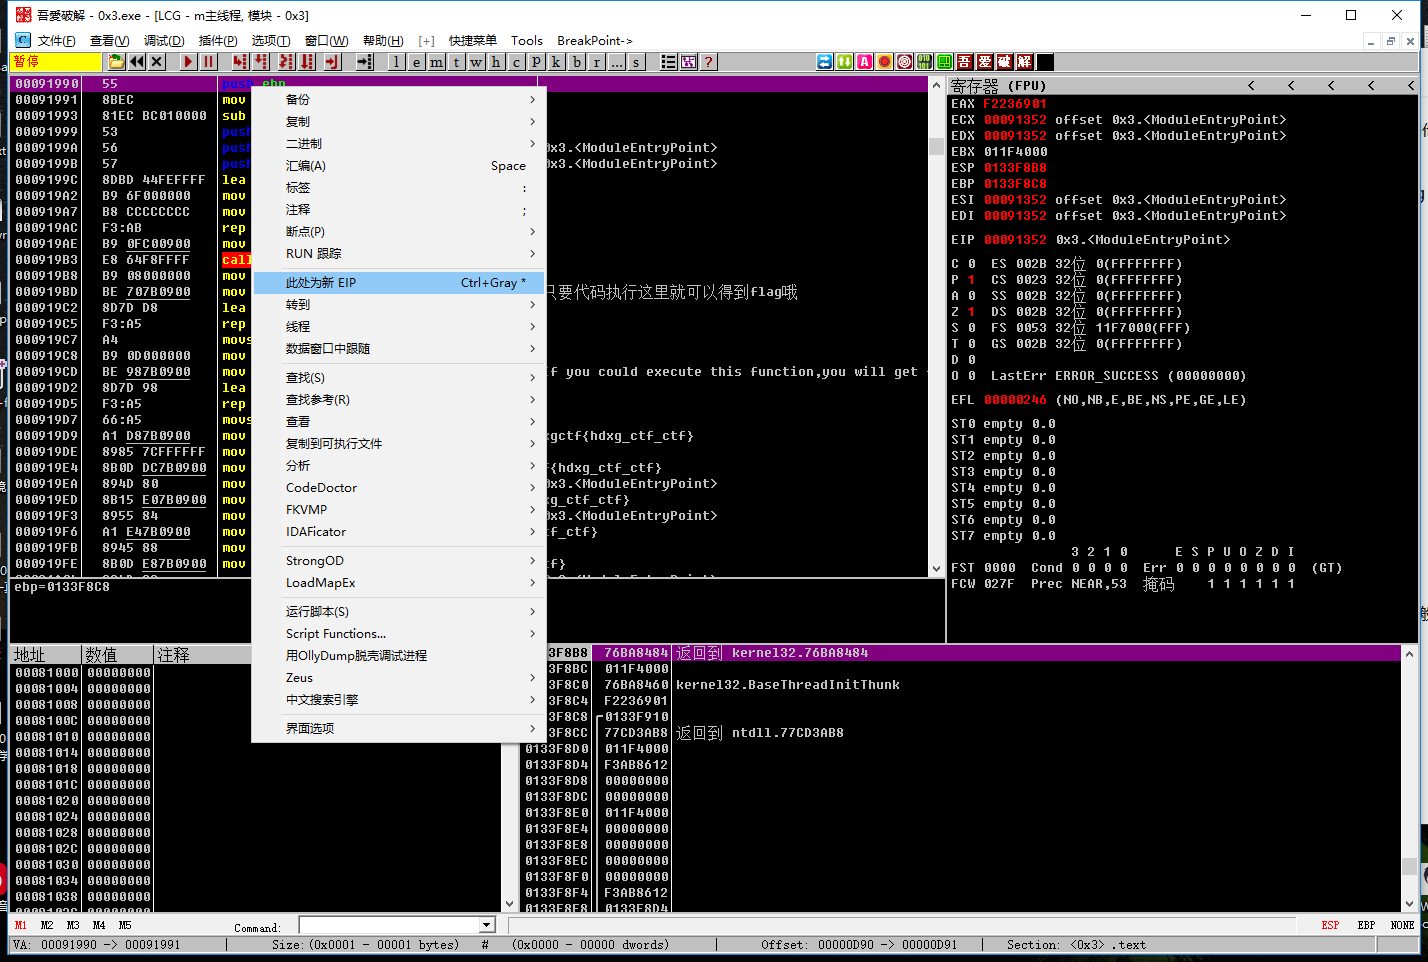 吾愛破解 - 0x3.exe - [LCG - m主线程, 模块 - 0x3]
文件(F) 查看(V) 调试(D) 插件(P) 选项(T) 窗口(W) 帮助(H) [+] 快捷菜单 Tools BreakPoint->
暂停 l e m t w h c p k b r ... s ? 吾 爱 破 解
00091990 55 push ebp
00091991 8BEC mov
00091993 81EC BC010000 sub
00091999 53 push
0009199A 56 push 0x3.<ModuleEntryPoint>
0009199B 57 push 0x3.<ModuleEntryPoint>
0009199C 8DBD 44FEFFFF lea
000919A2 B9 6F000000 mov
000919A7 B8 CCCCCCCC mov
000919AC F3:AB rep
000919AE B9 0FC00900 mov
000919B3 E8 64F8FFFF call
000919B8 B9 08000000 mov
000919BD BE 707B0900 mov 只要代码执行这里就可以得到flag哦
000919C2 8D7D D8 lea
000919C5 F3:A5 rep
000919C7 A4 movs
000919C8 B9 0D000000 mov
000919CD BE 987B0900 mov If you could execute this function,you will get
000919D2 8D7D 98 lea
000919D5 F3:A5 rep
000919D7 66:A5 movs
000919D9 A1 D87B0900 mov xgctf{hdxg_ctf_ctf}
000919DE 8985 7CFFFFFF mov
000919E4 8B0D DC7B0900 mov f{hdxg_ctf_ctf}
000919EA 894D 80 mov 0x3.<ModuleEntryPoint>
000919ED 8B15 E07B0900 mov xg_ctf_ctf}
000919F3 8955 84 mov 0x3.<ModuleEntryPoint>
000919F6 A1 E47B0900 mov tf_ctf}
000919FB 8945 88 mov
000919FE 8B0D E87B0900 mov tf}
ebp=0133F8C8
备份
复制
二进制
汇编(A) Space
标签 :
注释 ;
断点(P)
RUN 跟踪
此处为新 EIP Ctrl+Gray *
转到
线程
数据窗口中跟随
查找(S)
查找参考(R)
查看
复制到可执行文件
分析
CodeDoctor
FKVMP
IDAFicator
StrongOD
LoadMapEx
运行脚本(S)
Script Functions...
用OllyDump脱壳调试进程
Zeus
中文搜索引擎
界面选项
寄存器 (FPU) < < < < <
EAX F2236901
ECX 00091352 offset 0x3.<ModuleEntryPoint>
EDX 00091352 offset 0x3.<ModuleEntryPoint>
EBX 011F4000
ESP 0133F8B8
EBP 0133F8C8
ESI 00091352 offset 0x3.<ModuleEntryPoint>
EDI 00091352 offset 0x3.<ModuleEntryPoint>
EIP 00091352 0x3.<ModuleEntryPoint>
C 0 ES 002B 32位 0(FFFFFFFF)
P 1 CS 0023 32位 0(FFFFFFFF)
A 0 SS 002B 32位 0(FFFFFFFF)
Z 1 DS 002B 32位 0(FFFFFFFF)
S 0 FS 0053 32位 11F7000(FFF)
T 0 GS 002B 32位 0(FFFFFFFF)
D 0
O 0 LastErr ERROR_SUCCESS (00000000)
EFL 00000246 (NO,NB,E,BE,NS,PE,GE,LE)
ST0 empty 0.0
ST1 empty 0.0
ST2 empty 0.0
ST3 empty 0.0
ST4 empty 0.0
ST5 empty 0.0
ST6 empty 0.0
ST7 empty 0.0
3 2 1 0 E S P U O Z D I
FST 0000 Cond 0 0 0 0 Err 0 0 0 0 0 0 0 0 (GT)
FCW 027F Prec NEAR,53 掩码 1 1 1 1 1 1
地址 数值 注释
00081000 00000000
00081004 00000000
00081008 00000000
0008100C 00000000
00081010 00000000
00081014 00000000
00081018 00000000
0008101C 00000000
00081020 00000000
00081024 00000000
00081028 00000000
0008102C 00000000
00081030 00000000
00081034 00000000
00081038 00000000
3F8B8 76BA8484 返回到 kernel32.76BA8484
3F8BC 011F4000
3F8C0 76BA8460 kernel32.BaseThreadInitThunk
3F8C4 F2236901
3F8C8 0133F910
3F8CC 77CD3AB8 返回到 ntdll.77CD3AB8
0133F8D0 011F4000
0133F8D4 F3AB8612
0133F8D8 00000000
0133F8DC 00000000
0133F8E0 011F4000
0133F8E4 00000000
0133F8E8 00000000
0133F8EC 00000000
0133F8F0 00000000
0133F8F4 F3AB8612
0133F8F8 0133F8D4
M1 M2 M3 M4 M5 Command: ESP EBP NONE
VA: 00091990 -> 00091991 | Size:(0x0001 - 00001 bytes) # (0x0000 - 00000 dwords) | Offset: 00000D90 -> 00000D91 | Section: <0x3> .text